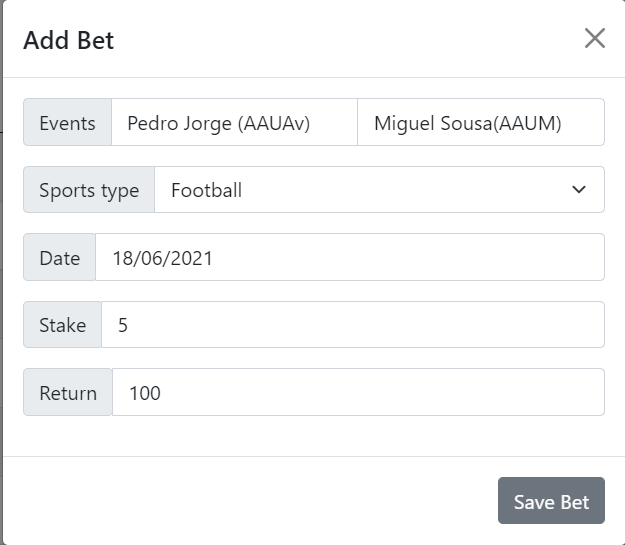 Add Bet
Events Pedro Jorge (AAUAv) Miguel Sousa(AAUM)
Sports type Football
Date 18/06/2021
Stake 5
Return 100
Save Bet